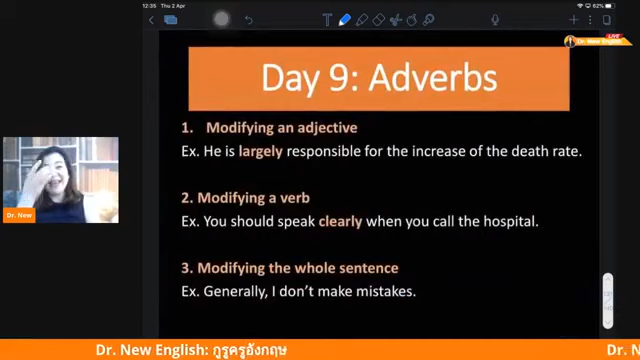 12:35 Thu 2 Apr
62%
LIVE
Dr. New English
Day 9: Adverbs
1. Modifying an adjective
Ex. He is largely responsible for the increase of the death rate.
2. Modifying a verb
Ex. You should speak clearly when you call the hospital.
3. Modifying the whole sentence
Ex. Generally, I don't make mistakes.
Dr. New
Dr. New English: กูรูครูอังกฤษ
Dr. N